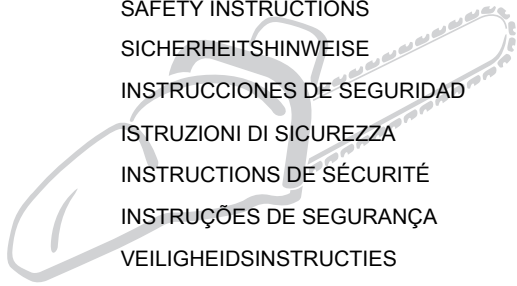 SAFETY INSTRUCTIONS
SICHERHEITSHINWEISE
INSTRUCCIONES DE SEGURIDAD
ISTRUZIONI DI SICUREZZA
INSTRUCTIONS DE SÉCURITÉ
INSTRUÇÕES DE SEGURANÇA
VEILIGHEIDSINSTRUCTIES